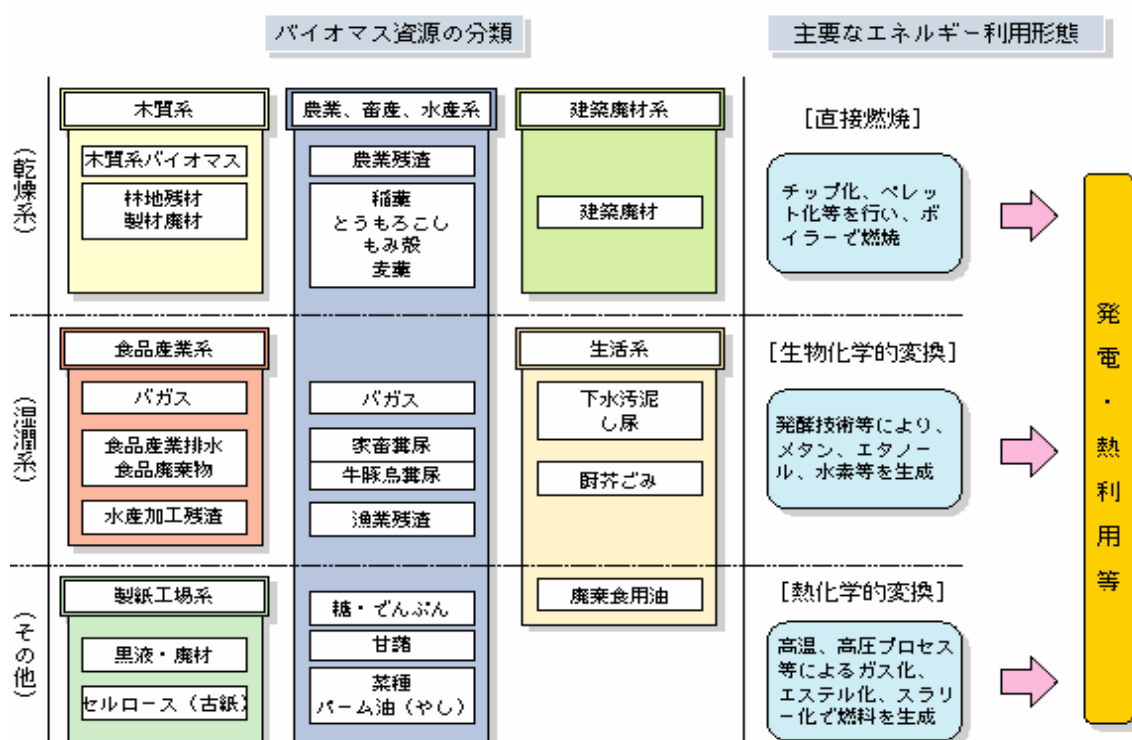 バイオマス資源の分類
主要なエネルギー利用形態
(乾燥系)
木質系
木質系バイオマス
林地残材
製材廃材
農業、畜産、水産系
農業残渣
稲藁
とうもろこし
もみ殻
麦藁
建築廃材系
建築廃材
[直接燃焼]
チップ化、ペレッ
ト化等を行い、ボ
イラーで燃焼
(湿潤系)
食品産業系
バガス
食品産業排水
食品廃棄物
水産加工残渣
バガス
家畜糞尿
牛豚鳥糞尿
漁業残渣
生活系
下水汚泥
し尿
厨芥ごみ
[生物化学的変換]
発酵技術等により、
メタン、エタノー
ル、水素等を生成
(その他)
製紙工場系
黒液・廃材
セルロース(古紙)
糖・でんぷん
甘藷
菜種
パーム油(やし)
廃棄食用油
[熱化学的変換]
高温、高圧プロセス
等によるガス化、
エステル化、スラリ
ー化で燃料を生成
発電・熱利用等